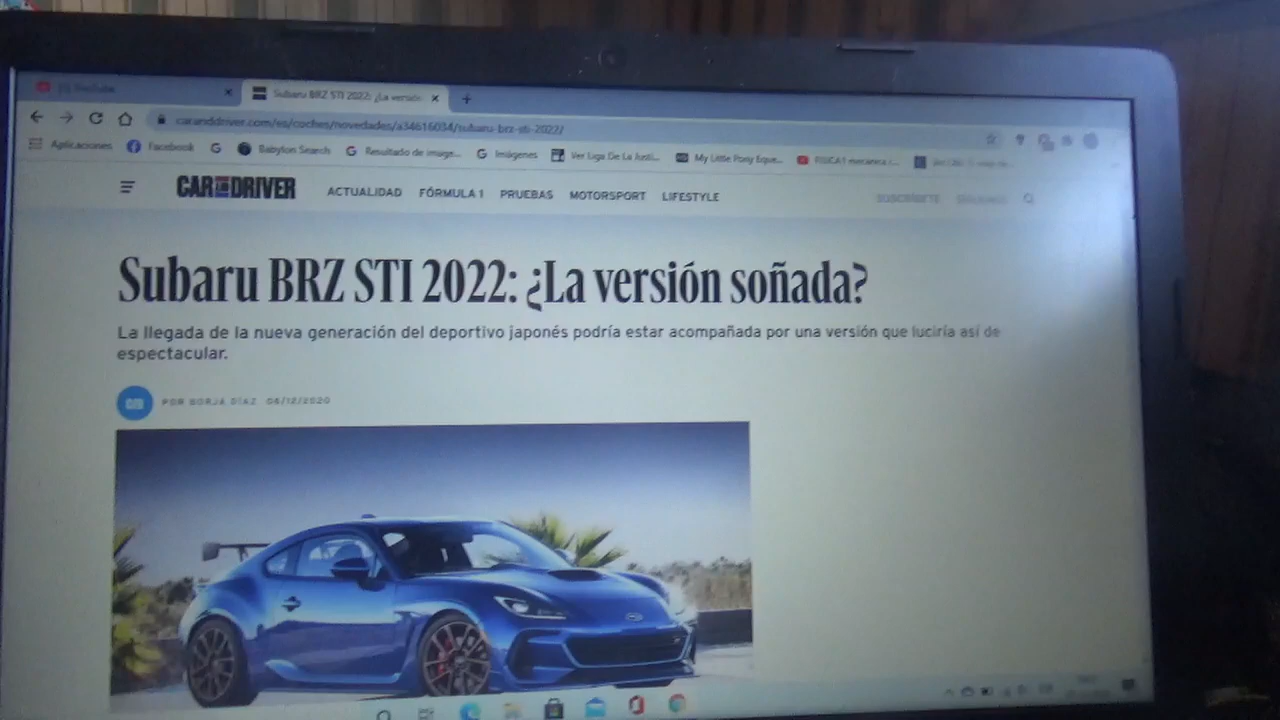 YouTube
Subaru BRZ STI 2022: ¿La versión
caranddriver.com/es/coches/novedades/a34616034/subaru-brz-sti-2022/
Aplicaciones Facebook Babylon Search Resultado de image... Imágenes Ver Liga De La Justi... My Little Pony Eque... FISICA1 mecanica
CAR AND DRIVER ACTUALIDAD FÓRMULA 1 PRUEBAS MOTORSPORT LIFESTYLE SUSCRÍBETE
Subaru BRZ STI 2022: ¿La versión soñada?
La llegada de la nueva generación del deportivo japonés podría estar acompañada por una versión que luciría así de
espectacular.
C/D POR BORJA DÍAZ 06/12/2020